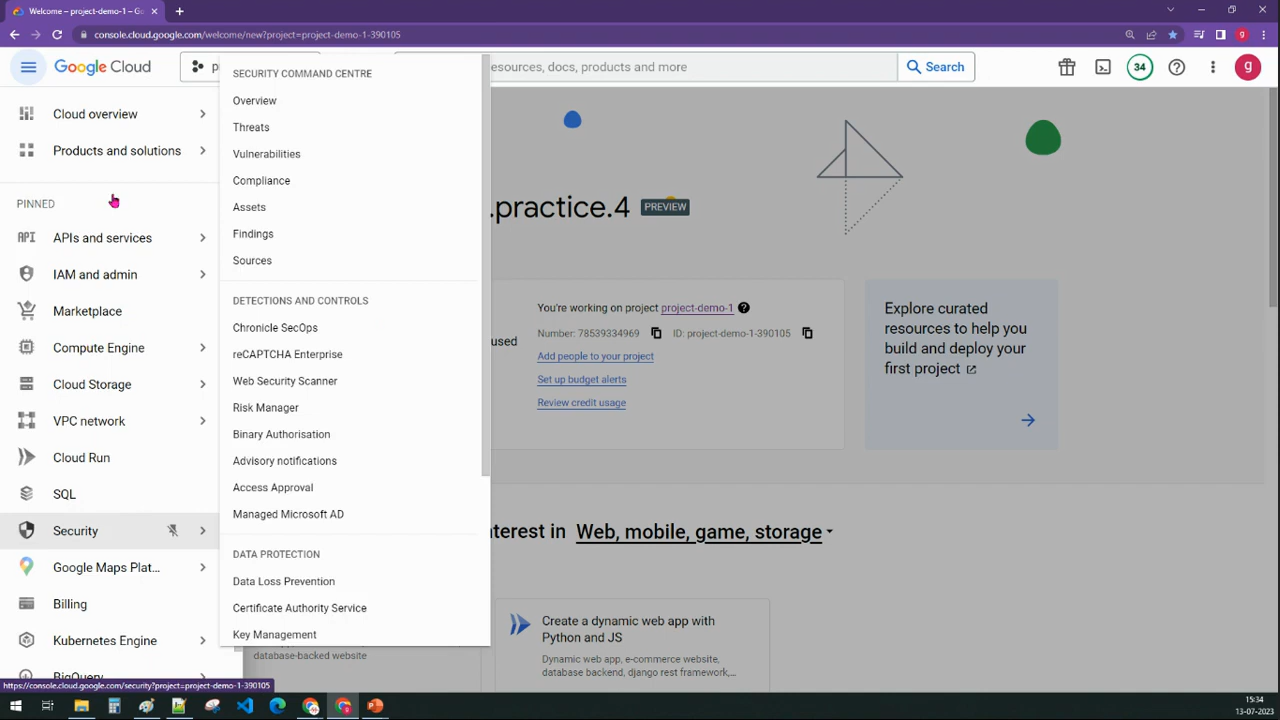 Welcome – project-demo-1 – Go
console.cloud.google.com/welcome/new?project=project-demo-1-390105
g
Google Cloud
p
esources, docs, products and more
Search
34
g
Cloud overview
Products and solutions
PINNED
API
APIs and services
IAM and admin
Marketplace
Compute Engine
Cloud Storage
VPC network
Cloud Run
SQL
Security
Google Maps Plat...
Billing
Kubernetes Engine
BigQuery
https://console.cloud.google.com/security?project=project-demo-1-390105
SECURITY COMMAND CENTRE
Overview
Threats
Vulnerabilities
Compliance
Assets
Findings
Sources
DETECTIONS AND CONTROLS
Chronicle SecOps
reCAPTCHA Enterprise
Web Security Scanner
Risk Manager
Binary Authorisation
Advisory notifications
Access Approval
Managed Microsoft AD
DATA PROTECTION
Data Loss Prevention
Certificate Authority Service
Key Management
database-backed website
.practice.4
PREVIEW
You're working on project project-demo-1
used
Number: 78539334969 ID: project-demo-1-390105
Add people to your project
Set up budget alerts
Review credit usage
Explore curated
resources to help you
build and deploy your
first project
nterest in Web, mobile, game, storage
Create a dynamic web app with
Python and JS
Dynamic web app, e-commerce website,
database backend, django rest framework,...
15:34
13-07-2023